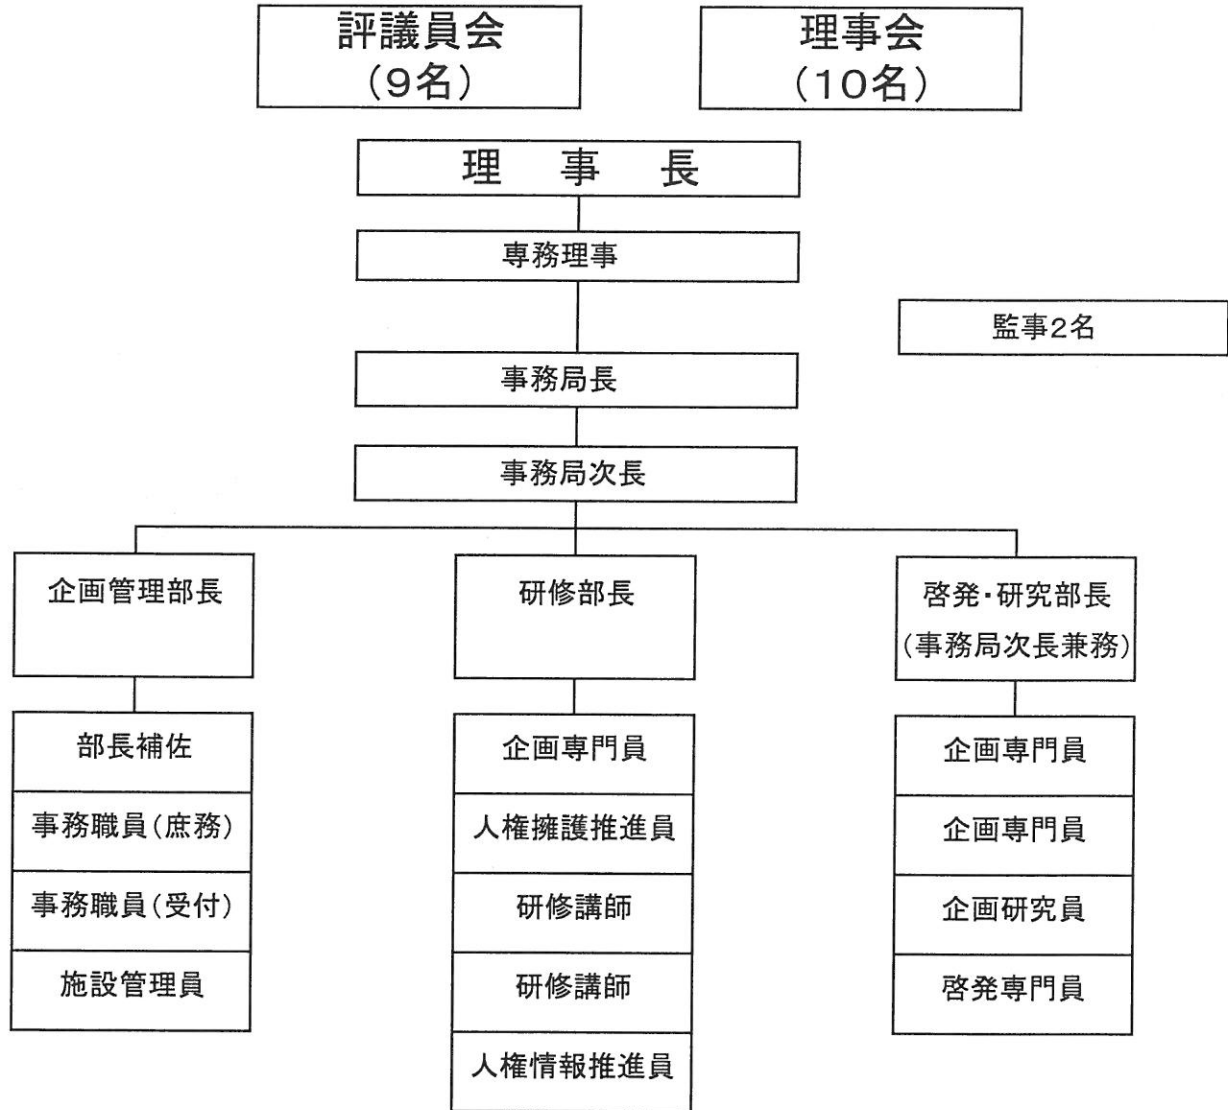 評議員会
(9名)
理事会
(10名)
理 事 長
専務理事
監事2名
事務局長
事務局次長
企画管理部長
研修部長
啓発・研究部長
(事務局次長兼務)
部長補佐
事務職員(庶務)
事務職員(受付)
施設管理員
企画専門員
人権擁護推進員
研修講師
研修講師
人権情報推進員
企画専門員
企画専門員
企画研究員
啓発専門員